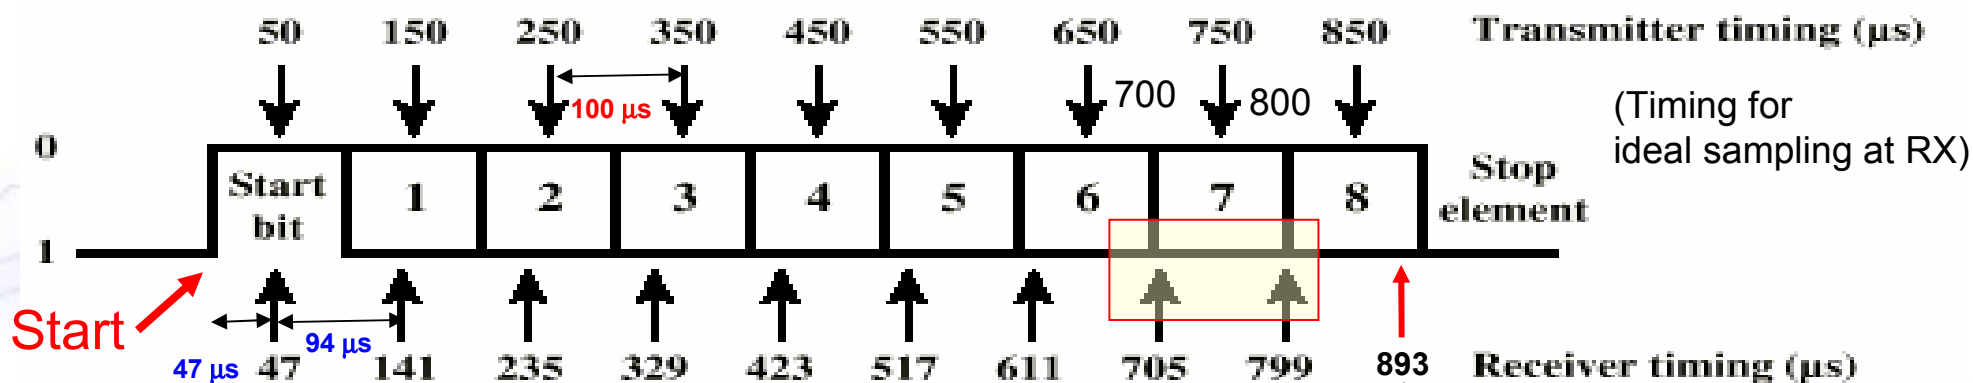 50 150 250 350 450 550 650 750 850 Transmitter timing (µs)
100 µs 700 800
(Timing for
ideal sampling at RX)
0
Start
bit
1 2 3 4 5 6 7 8
Stop
element
1
Start
47 µs
94 µs
47 141 235 329 423 517 611 705 799 893 Receiver timing (µs)